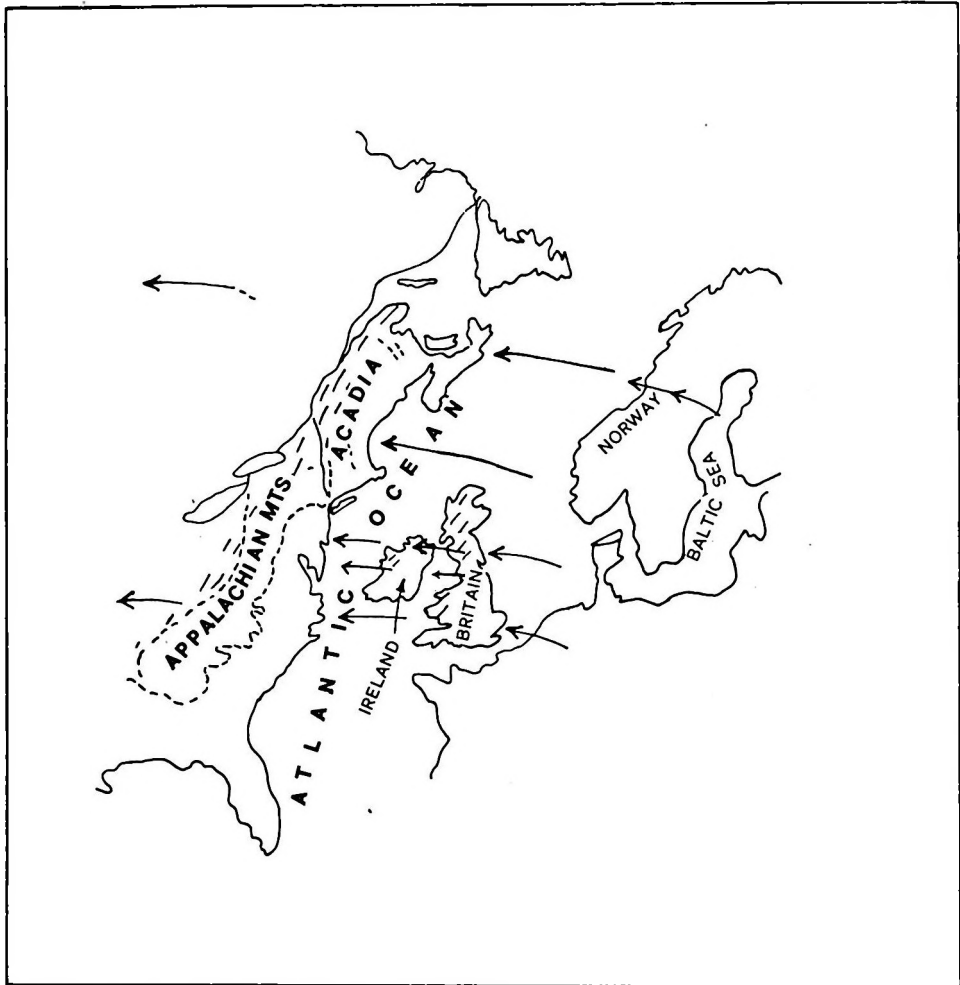 ACADIA
APPALACHIAN MTS
ATLANTIC OCEAN
IRELAND
BRITAIN
NORWAY
BALTIC SEA